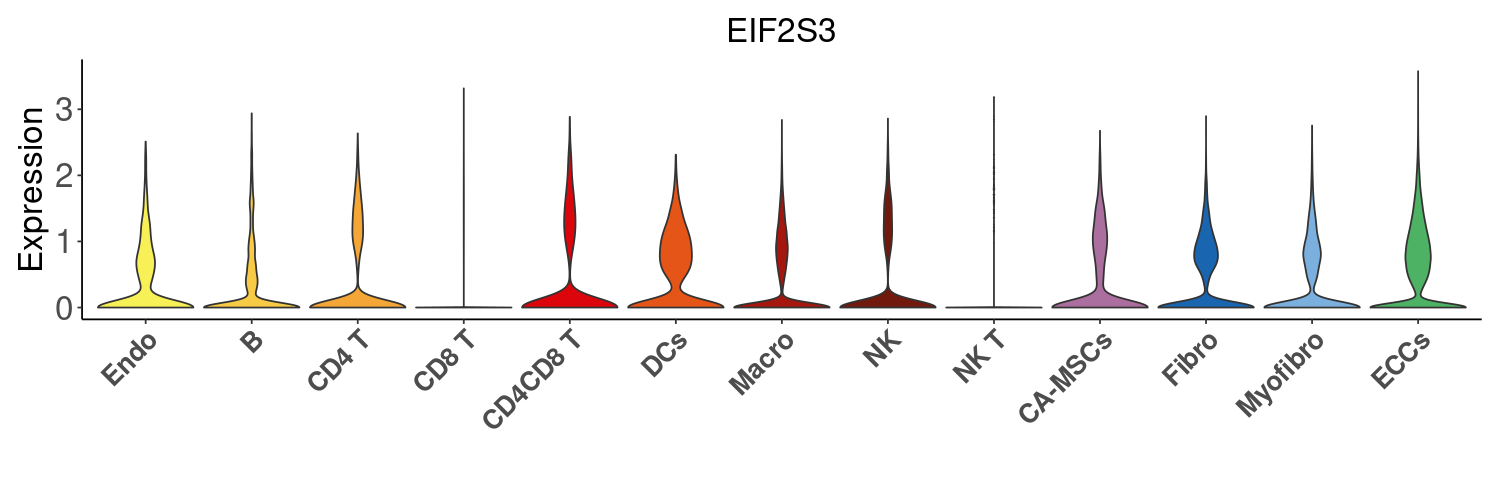 EIF2S3
Expression
3
2
1
0
Endo
B
CD4 T
CD8 T
CD4CD8 T
DCs
Macro
NK
NK T
CA-MSCs
Fibro
Myofibro
ECCs